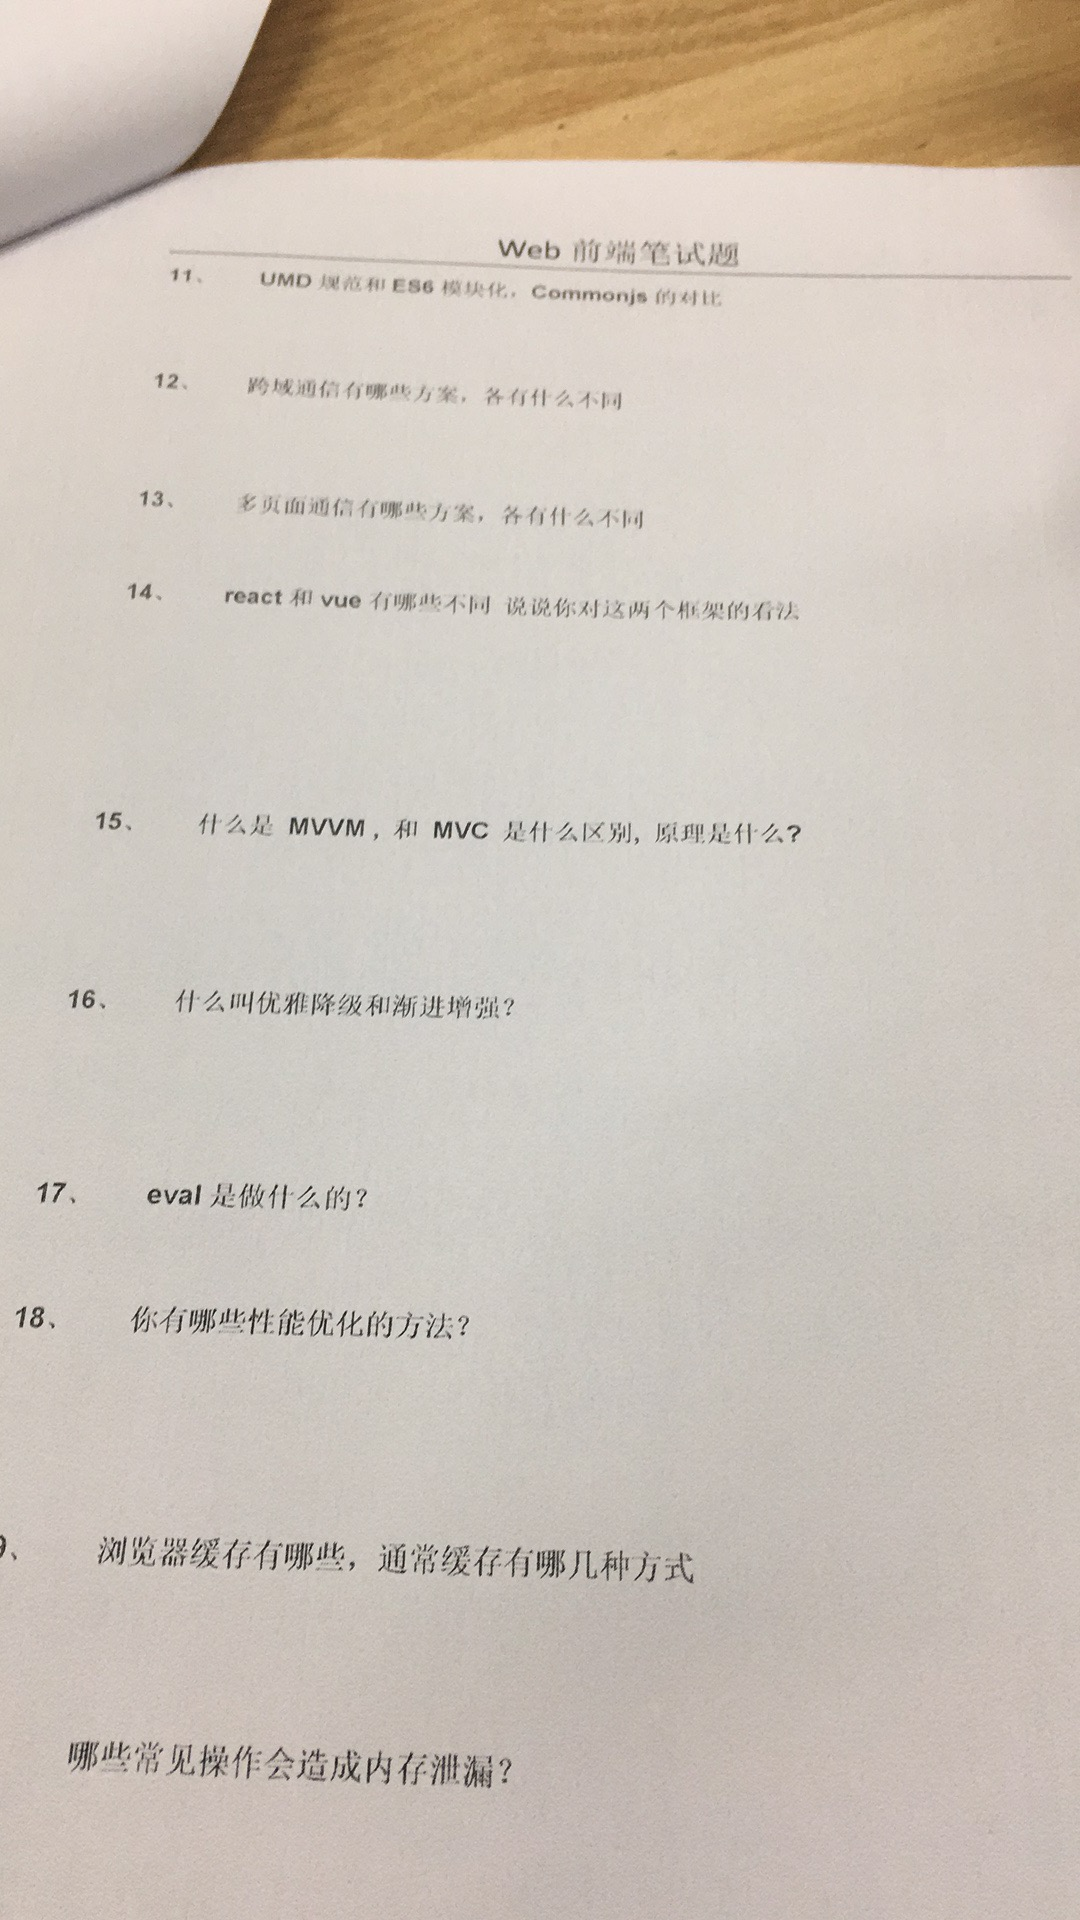 Web 前端笔试题
11、 UMD 规范和 ES6 模块化，Commonjs 的对比
12、 跨域通信有哪些方案，各有什么不同
13、 多页面通信有哪些方案，各有什么不同
14、 react 和 vue 有哪些不同 说说你对这两个框架的看法
15、 什么是 MVVM , 和 MVC 是什么区别, 原理是什么?
16、 什么叫优雅降级和渐进增强?
17、 eval 是做什么的?
18、 你有哪些性能优化的方法?
9、 浏览器缓存有哪些，通常缓存有哪几种方式
哪些常见操作会造成内存泄漏?